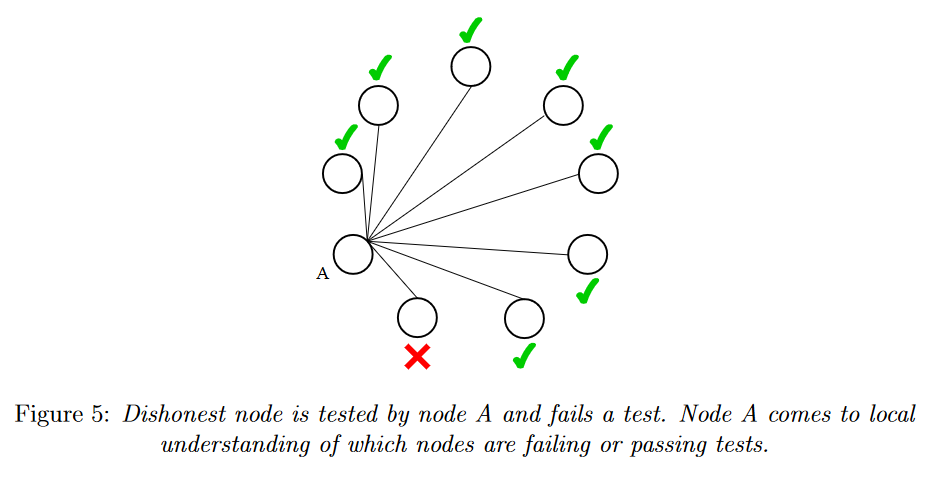 A
Figure 5: Dishonest node is tested by node A and fails a test. Node A comes to local
understanding of which nodes are failing or passing tests.